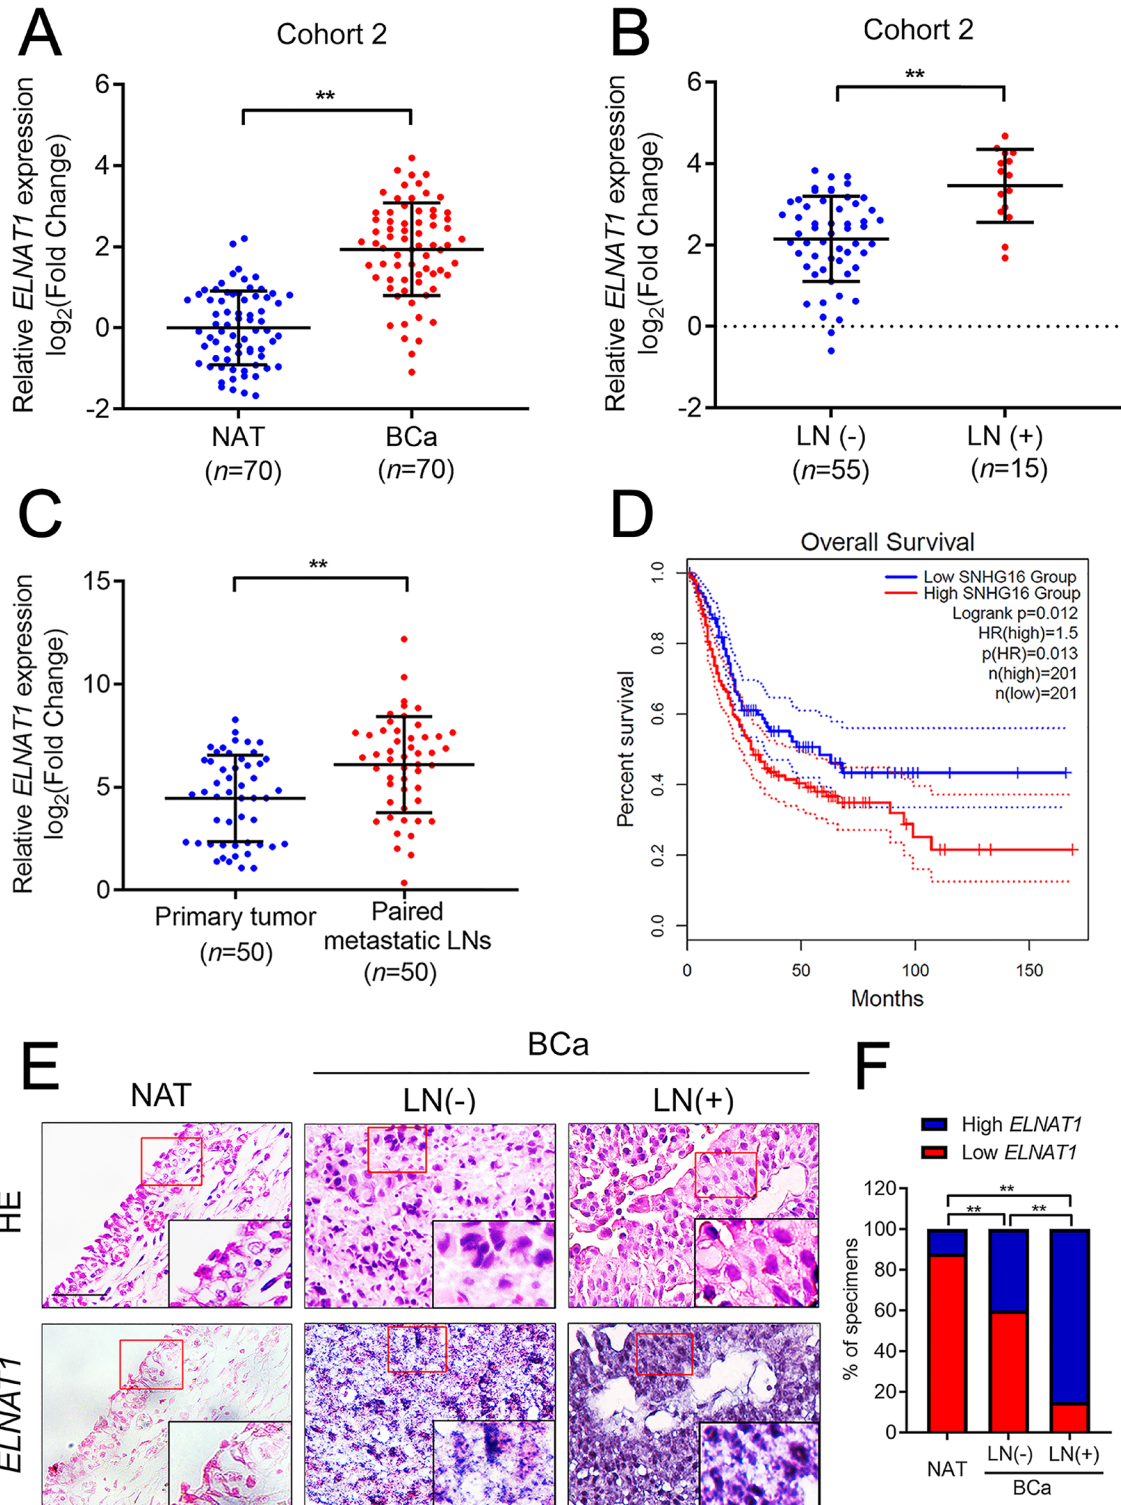 A
Cohort 2
Relative ELNAT1 expression
log2(Fold Change)
6
4
2
0
-2
**
NAT
(n=70)
BCa
(n=70)
B
Cohort 2
Relative ELNAT1 expression
log2(Fold Change)
6
4
2
0
-2
**
LN (-)
(n=55)
LN (+)
(n=15)
C
Relative ELNAT1 expression
log2(Fold Change)
15
10
5
0
**
Primary tumor
(n=50)
Paired
metastatic LNs
(n=50)
D
Overall Survival
Percent survival
1.0
0.8
0.6
0.4
0.2
0.0
Low SNHG16 Group
High SNHG16 Group
Logrank p=0.012
HR(high)=1.5
p(HR)=0.013
n(high)=201
n(low)=201
0 50 100 150
Months
E
BCa
NAT
LN(-)
LN(+)
HE
ELNAT1
F
High ELNAT1
Low ELNAT1
% of specimens
120
100
80
60
40
20
0
**
** **
NAT
LN(-) LN(+)
BCa